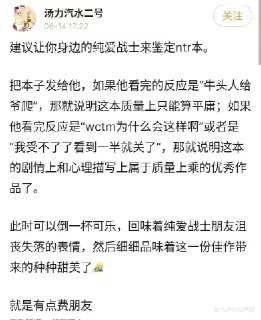 汤力汽水二号
06-14 17:22
关注
建议让你身边的纯爱战士来鉴定ntr本。
把本子发给他，如果他看完的反应是“牛头人给
爷爬”，那就说明这本质量上只能算平庸；如果
他看完反应是“wctm为什么会这样啊”或者是
“我受不了了看到一半就关了”，那就说明这本
的剧情上和心理描写上属于质量上乘的优秀作
品了。
此时可以倒一杯可乐，回味着纯爱战士朋友沮
丧失落的表情，然后细细品味着这一份佳作带
来的种种甜美了
就是有点费朋友